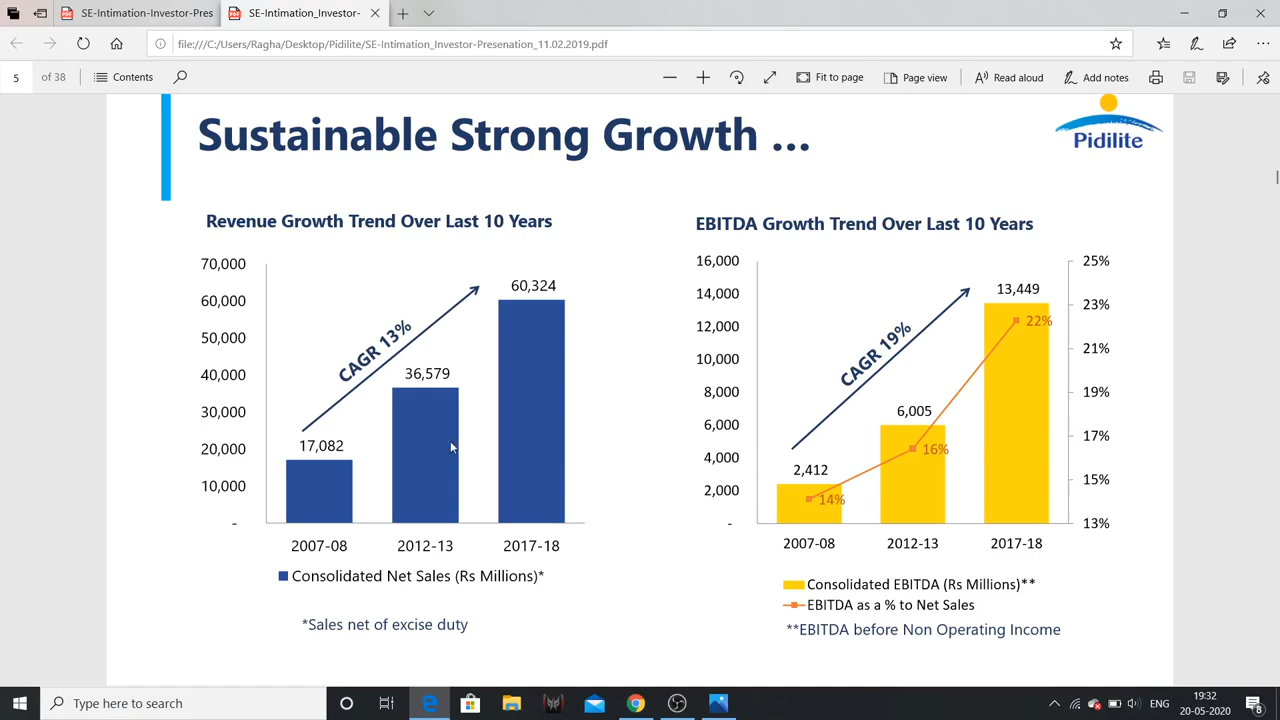 SE-Intimation_Investor-Pres
SE-Intimation_Investor-Pres
file:///C:/Users/Ragha/Desktop/Pidilite/SE-Intimation_Investor-Presenation_11.02.2019.pdf
5 of 38
Contents
Fit to page
Page view
Read aloud
Add notes
Sustainable Strong Growth ...
Pidilite
Revenue Growth Trend Over Last 10 Years
70,000
60,000
50,000
40,000
30,000
20,000
10,000
-
60,324
36,579
17,082
CAGR 13%
2007-08 2012-13 2017-18
Consolidated Net Sales (Rs Millions)*
*Sales net of excise duty
EBITDA Growth Trend Over Last 10 Years
16,000
14,000
12,000
10,000
8,000
6,000
4,000
2,000
-
13,449
6,005
2,412
CAGR 19%
22%
16%
14%
25%
23%
21%
19%
17%
15%
13%
2007-08 2012-13 2017-18
Consolidated EBITDA (Rs Millions)**
EBITDA as a % to Net Sales
**EBITDA before Non Operating Income
Type here to search
ENG
19:32
20-05-2020
8